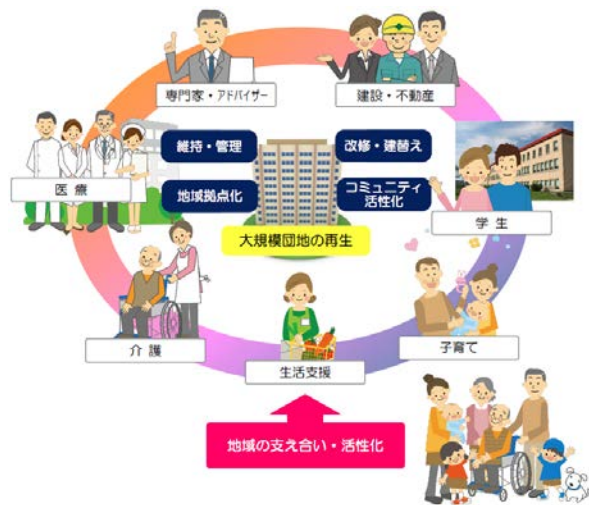 専門家・アドバイザー
建設・不動産
維持・管理
改修・建替え
医 療
地域拠点化
コミュニティ
活性化
学 生
大規模団地の再生
介 護
生活支援
子育て
地域の支え合い・活性化